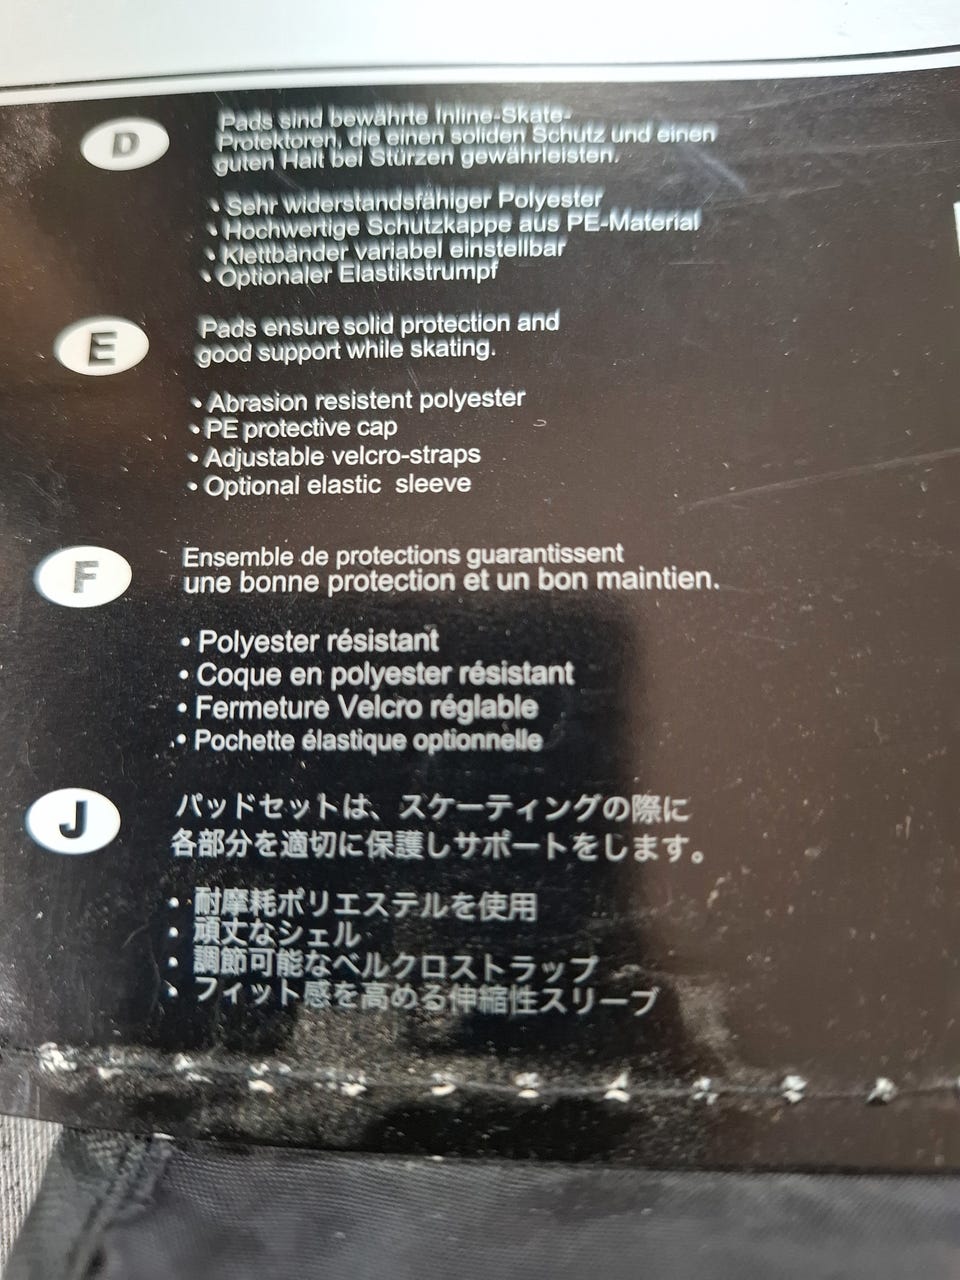 D
Pads sind bewährte Inline-Skate-
Protektoren, die einen soliden Schutz und einen
guten Halt bei Stürzen gewährleisten.
• Sehr widerstandsfähiger Polyester
• Hochwertige Schutzkappe aus PE-Material
• Klettbänder variabel einstellbar
• Optionaler Elastikstrumpf
E
Pads ensure solid protection and
good support while skating.
• Abrasion resistent polyester
• PE protective cap
• Adjustable velcro-straps
• Optional elastic sleeve
F
Ensemble de protections guarantissent
une bonne protection et un bon maintien.
• Polyester résistant
• Coque en polyester résistant
• Fermeture Velcro réglable
• Pochette élastique optionnelle
J
パッドセットは、スケーティングの際に
各部分を適切に保護しサポートをします。
• 耐摩耗ポリエステルを使用
• 頑丈なシェル
• 調節可能なベルクロストラップ
• フィット感を高める伸縮性スリーブ